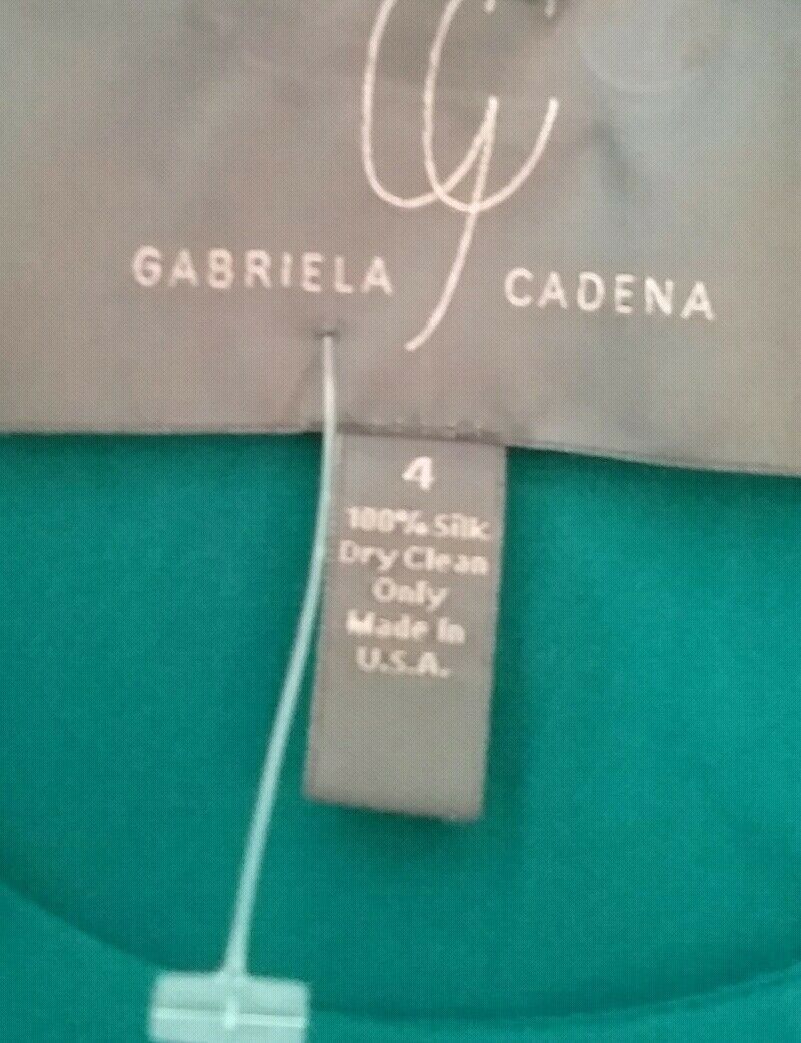 GABRIELA CADENA
4
100% Silk
Dry Clean
Only
Made In
U.S.A.